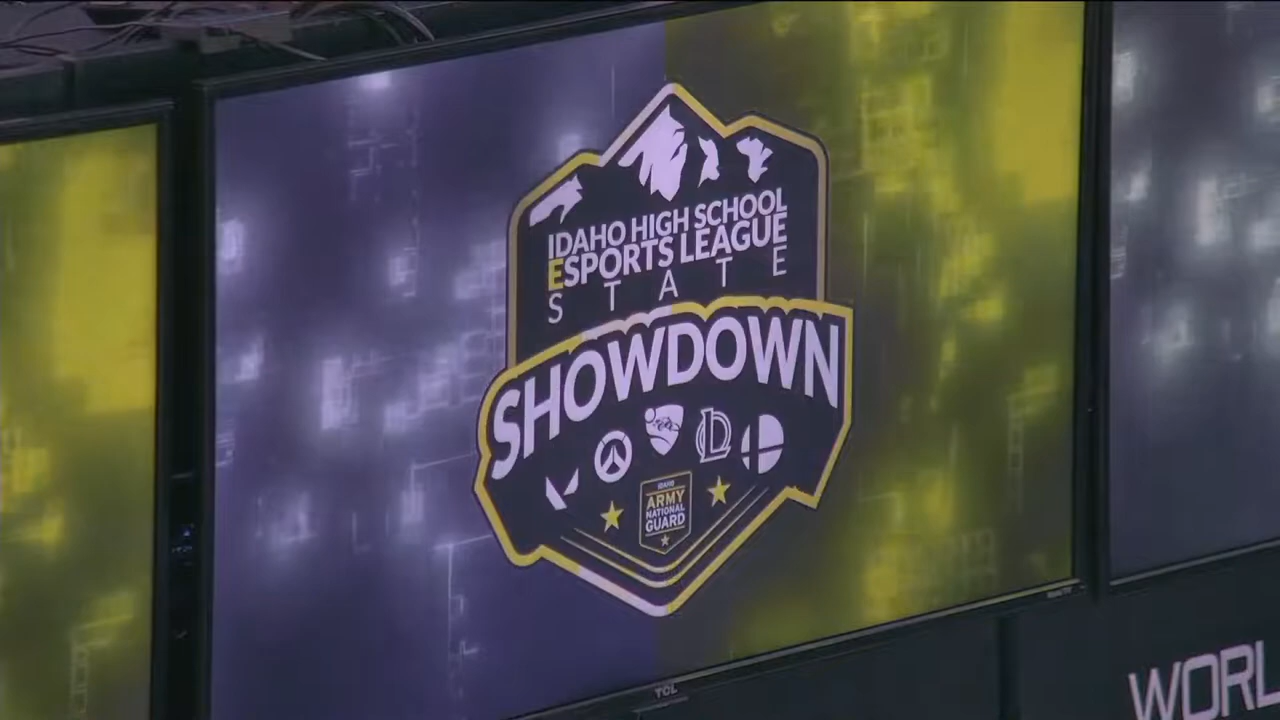 IDAHO HIGH SCHOOL
ESPORTS LEAGUE
STATE
SHOWDOWN
IDAHO
ARMY
NATIONAL
GUARD
TCL
WORL